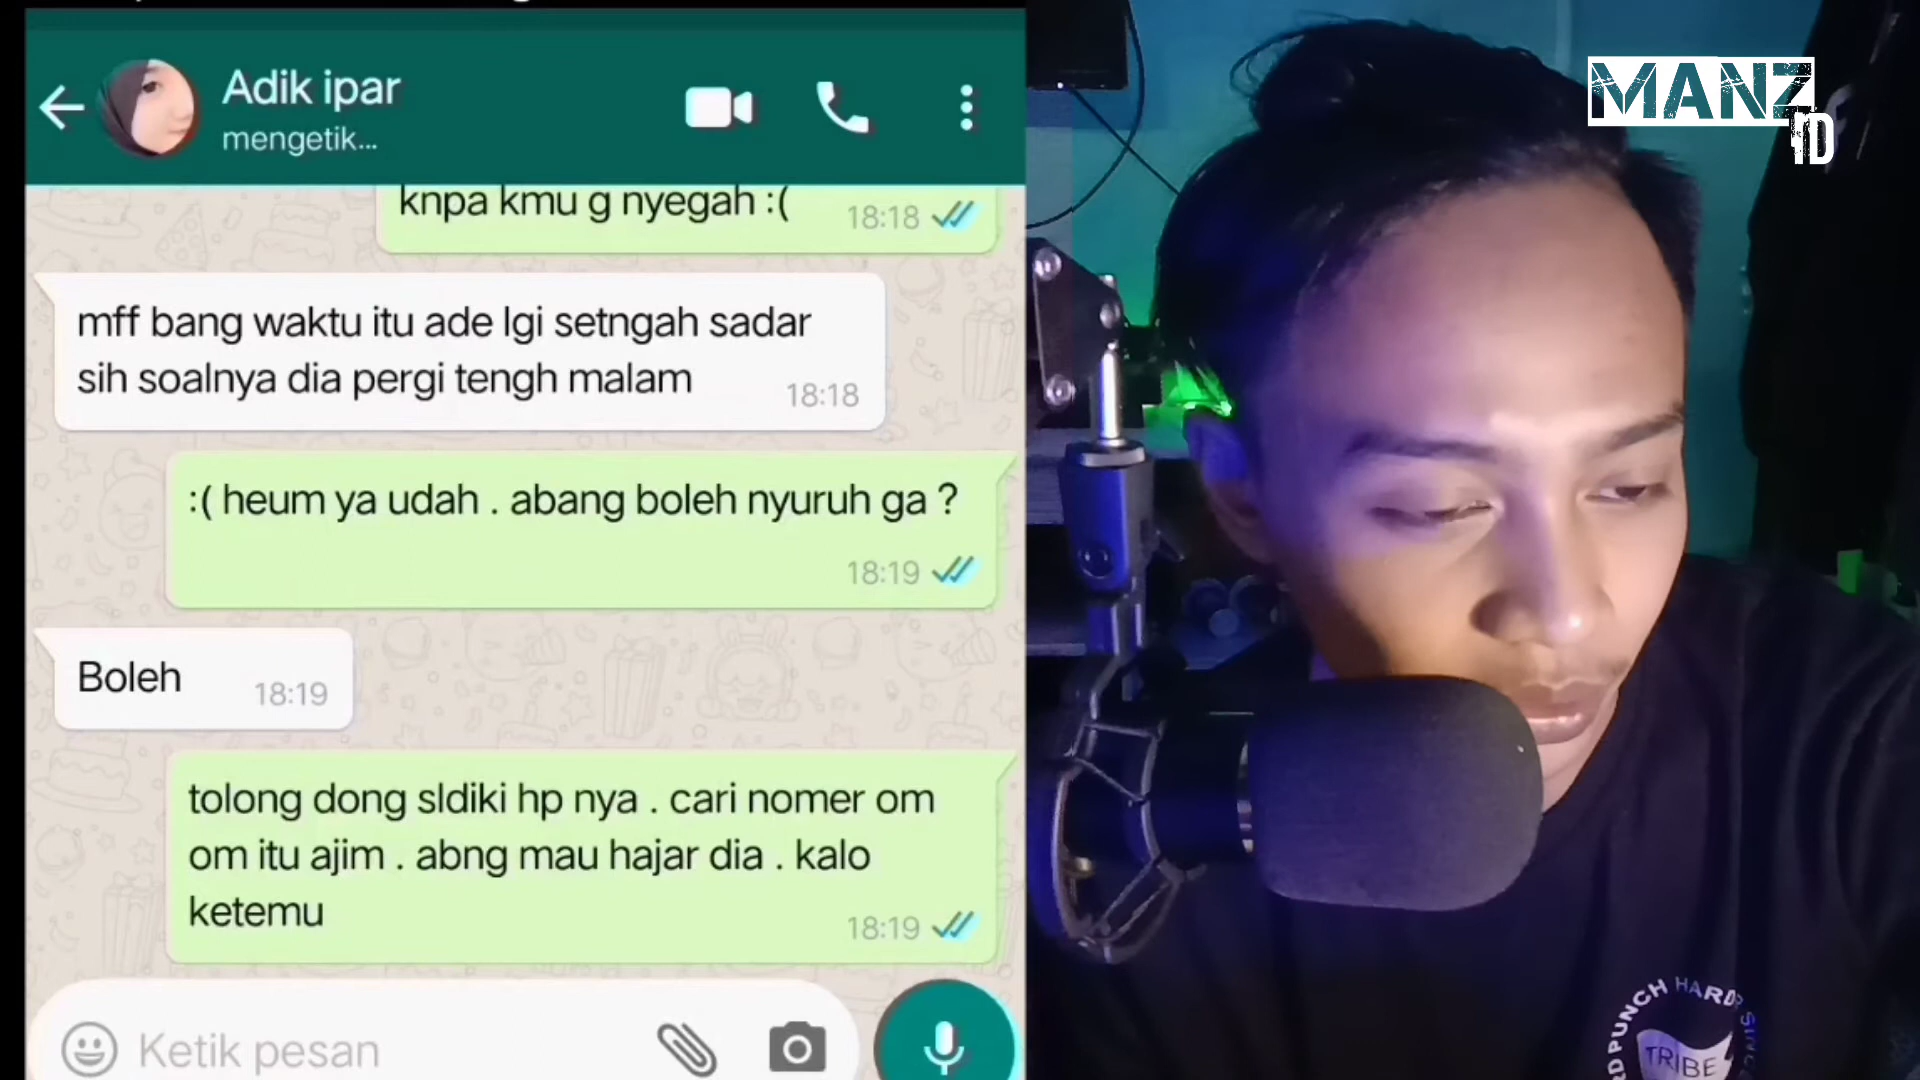 Adik ipar
mengetik...
knpa kmu g nyegah :(
18:18
mff bang waktu itu ade lgi setngah sadar
sih soalnya dia pergi tengh malam
18:18
:( heum ya udah . abang boleh nyuruh ga ?
18:19
Boleh
18:19
tolong dong sldiki hp nya . cari nomer om
om itu ajim . abng mau hajar dia . kalo
ketemu
18:19
Ketik pesan
MANZ
ID
PUNCH HARD
TRIBE